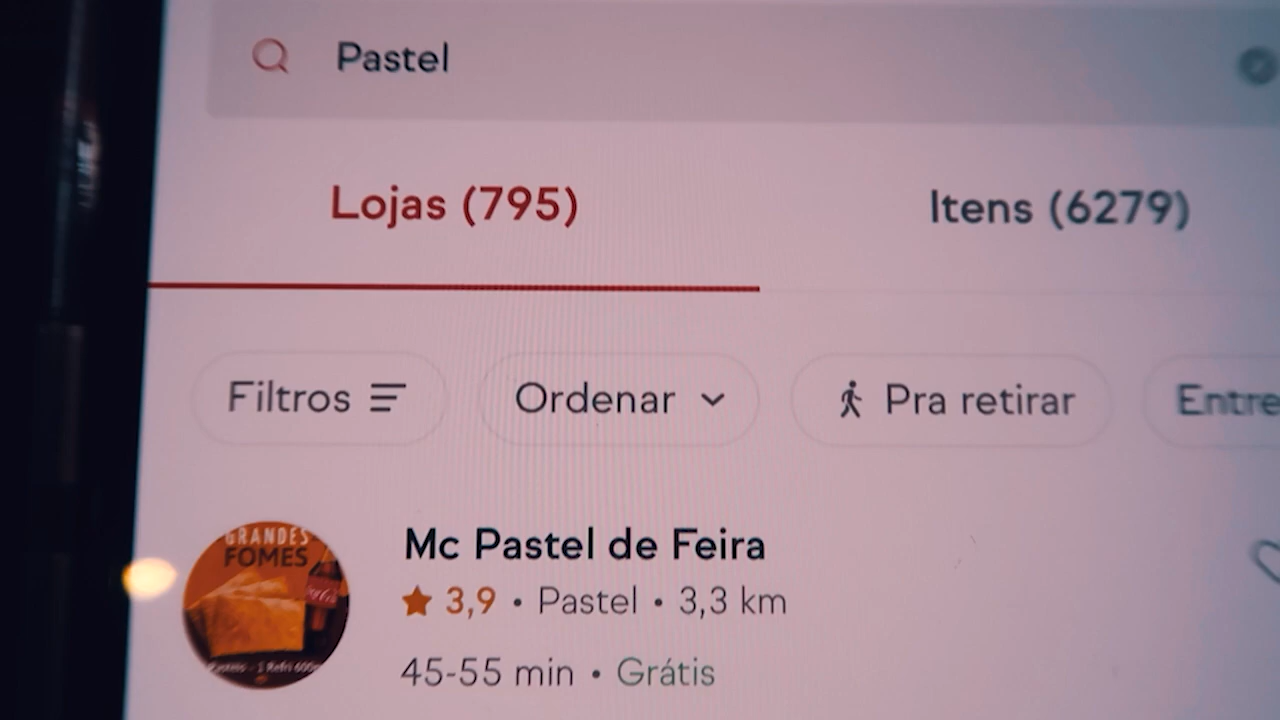 Pastel
Lojas (795)
Itens (6279)
Filtros
Ordenar
Pra retirar
Entre
GRANDES
FOMES
Mc Pastel de Feira
3,9 • Pastel • 3,3 km
45-55 min • Grátis